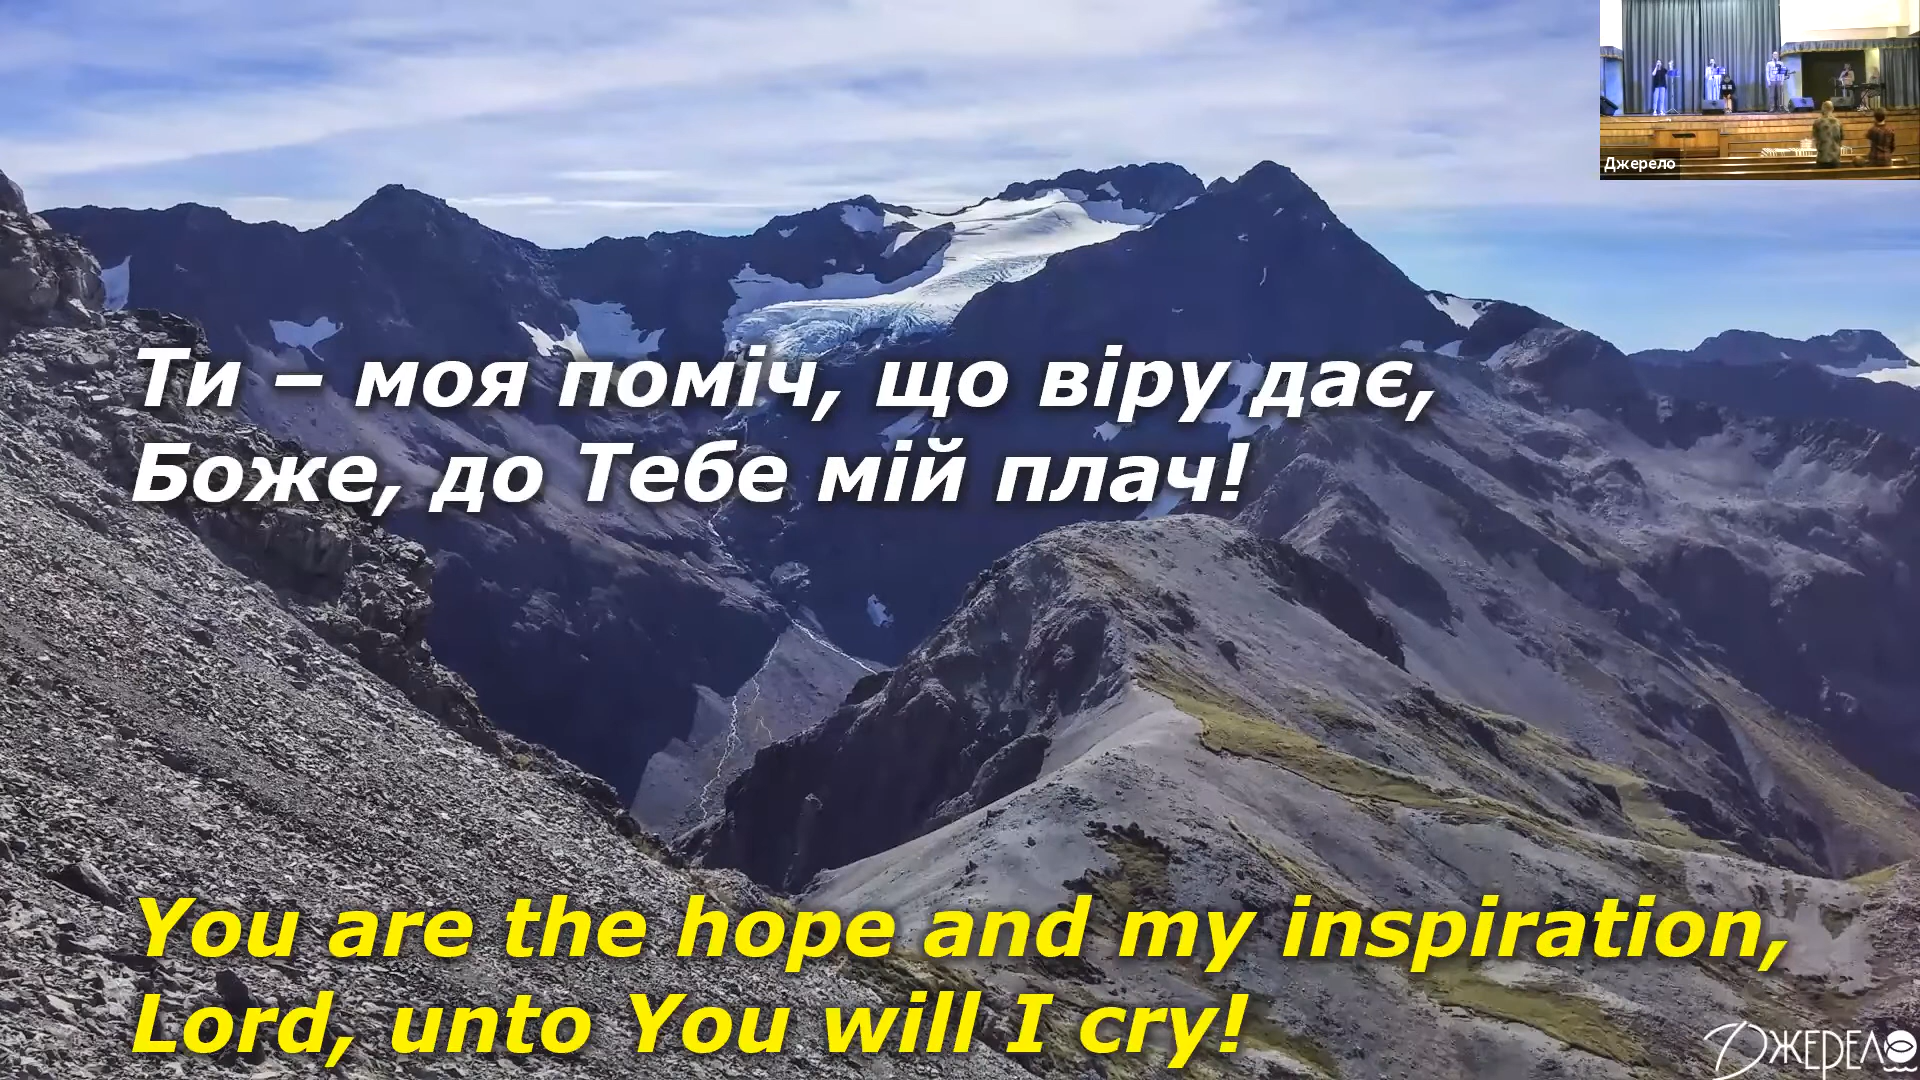 Джерело
Ти – моя поміч, що віру дає,
Боже, до Тебе мій плач!
You are the hope and my inspiration,
Lord, unto You will I cry!
Джерело